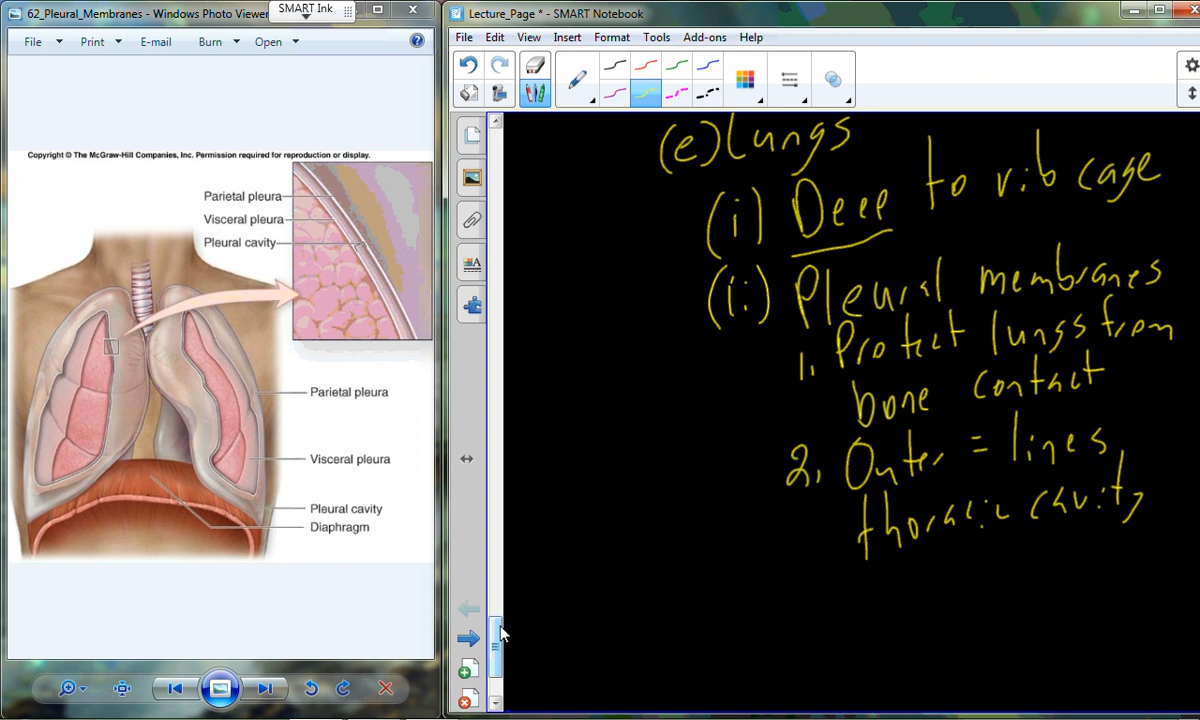 62_Pleural_Membranes - Windows Photo Viewer
SMART Ink
File Print E-mail Burn Open
Copyright © The McGraw-Hill Companies, Inc. Permission required for reproduction or display.
Parietal pleura
Visceral pleura
Pleural cavity
Parietal pleura
Visceral pleura
Pleural cavity
Diaphragm
Lecture_Page * - SMART Notebook
File Edit View Insert Format Tools Add-ons Help
(e) Lungs
(i) Deep to rib cage
(ii) Pleural membranes
1. Protect lungs from
bone contact
2. Outer = lines
thoracic cavity